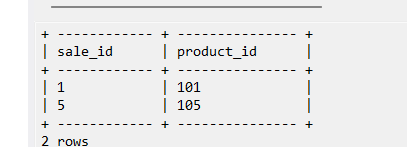 + ------------ + --------------- +
| sale_id | product_id |
+ ------------ + --------------- +
| 1 | 101 |
| 5 | 105 |
+ ------------ + --------------- +
2 rows